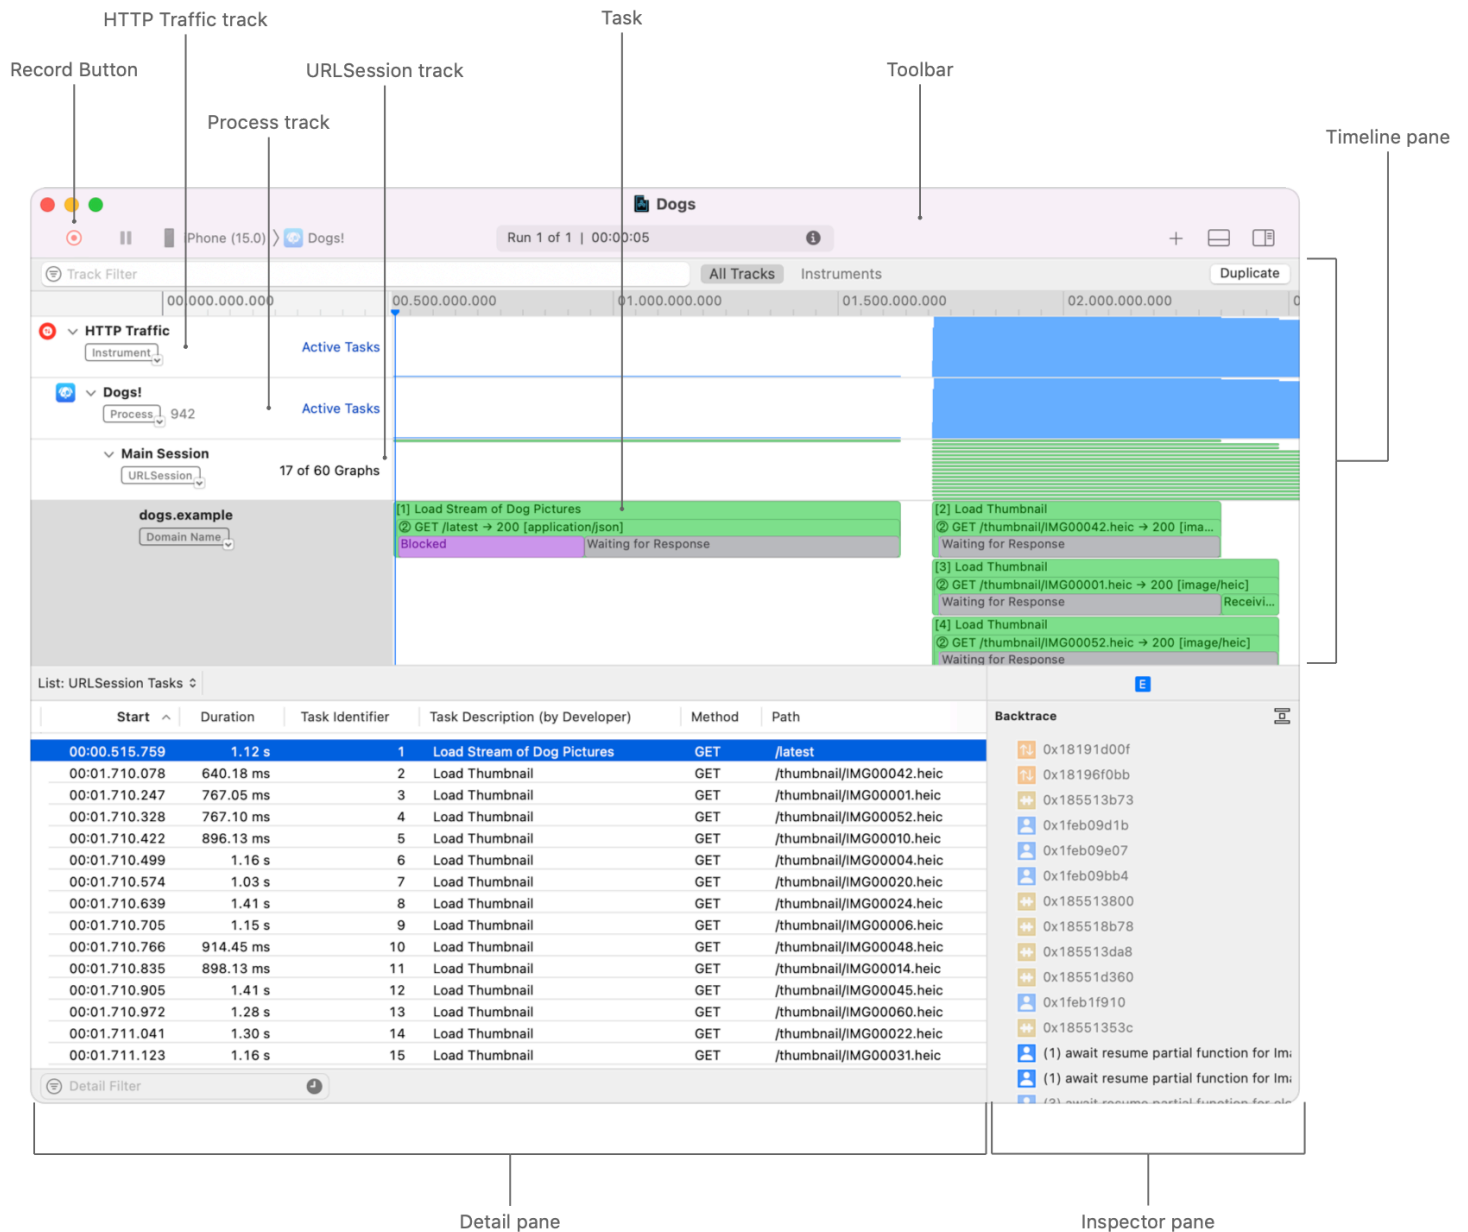 HTTP Traffic track
Task
Record Button
URLSession track
Toolbar
Process track
Timeline pane
Dogs
iPhone (15.0) Dogs!
Run 1 of 1 | 00:00:05
Track Filter
All Tracks
Instruments
Duplicate
00.000.000.000
00.500.000.000
01.000.000.000
01.500.000.000
02.000.000.000
HTTP Traffic
Instrument
Active Tasks
Dogs!
Process 942
Active Tasks
Main Session
URLSession
17 of 60 Graphs
dogs.example
Domain Name
[1] Load Stream of Dog Pictures
② GET /latest → 200 [application/json]
Blocked
Waiting for Response
[2] Load Thumbnail
② GET /thumbnail/IMG00042.heic → 200 [ima...
Waiting for Response
[3] Load Thumbnail
② GET /thumbnail/IMG00001.heic → 200 [image/heic]
Waiting for Response
Receivi...
[4] Load Thumbnail
② GET /thumbnail/IMG00052.heic → 200 [image/heic]
Waiting for Response
List: URLSession Tasks
E
Start Duration Task Identifier Task Description (by Developer) Method Path
00:00.515.759 1.12 s 1 Load Stream of Dog Pictures GET /latest
00:01.710.078 640.18 ms 2 Load Thumbnail GET /thumbnail/IMG00042.heic
00:01.710.247 767.05 ms 3 Load Thumbnail GET /thumbnail/IMG00001.heic
00:01.710.328 767.10 ms 4 Load Thumbnail GET /thumbnail/IMG00052.heic
00:01.710.422 896.13 ms 5 Load Thumbnail GET /thumbnail/IMG00010.heic
00:01.710.499 1.16 s 6 Load Thumbnail GET /thumbnail/IMG00004.heic
00:01.710.574 1.03 s 7 Load Thumbnail GET /thumbnail/IMG00020.heic
00:01.710.639 1.41 s 8 Load Thumbnail GET /thumbnail/IMG00024.heic
00:01.710.705 1.15 s 9 Load Thumbnail GET /thumbnail/IMG00006.heic
00:01.710.766 914.45 ms 10 Load Thumbnail GET /thumbnail/IMG00048.heic
00:01.710.835 898.13 ms 11 Load Thumbnail GET /thumbnail/IMG00014.heic
00:01.710.905 1.41 s 12 Load Thumbnail GET /thumbnail/IMG00045.heic
00:01.710.972 1.28 s 13 Load Thumbnail GET /thumbnail/IMG00060.heic
00:01.711.041 1.30 s 14 Load Thumbnail GET /thumbnail/IMG00022.heic
00:01.711.123 1.16 s 15 Load Thumbnail GET /thumbnail/IMG00031.heic
Detail Filter
Backtrace
0x18191d00f
0x18196f0bb
0x185513b73
0x1feb09d1b
0x1feb09e07
0x1feb09bb4
0x185513800
0x185518b78
0x185513da8
0x18551d360
0x1feb1f910
0x18551353c
(1) await resume partial function for Im
(1) await resume partial function for Im
await resume partial function for
Detail pane
Inspector pane